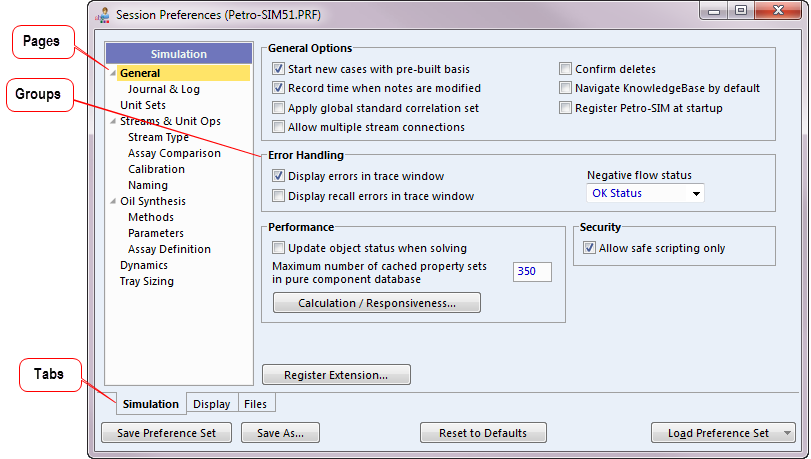 Session Preferences (Petro-SIM51.PRF)
Pages
Groups
Tabs
Simulation
General
Journal & Log
Unit Sets
Streams & Unit Ops
Stream Type
Assay Comparison
Calibration
Naming
Oil Synthesis
Methods
Parameters
Assay Definition
Dynamics
Tray Sizing
General Options
Start new cases with pre-built basis
Record time when notes are modified
Apply global standard correlation set
Allow multiple stream connections
Confirm deletes
Navigate KnowledgeBase by default
Register Petro-SIM at startup
Error Handling
Display errors in trace window
Display recall errors in trace window
Negative flow status
OK Status
Performance
Update object status when solving
Maximum number of cached property sets
in pure component database
350
Calculation / Responsiveness...
Security
Allow safe scripting only
Register Extension...
Simulation Display Files
Save Preference Set Save As... Reset to Defaults Load Preference Set